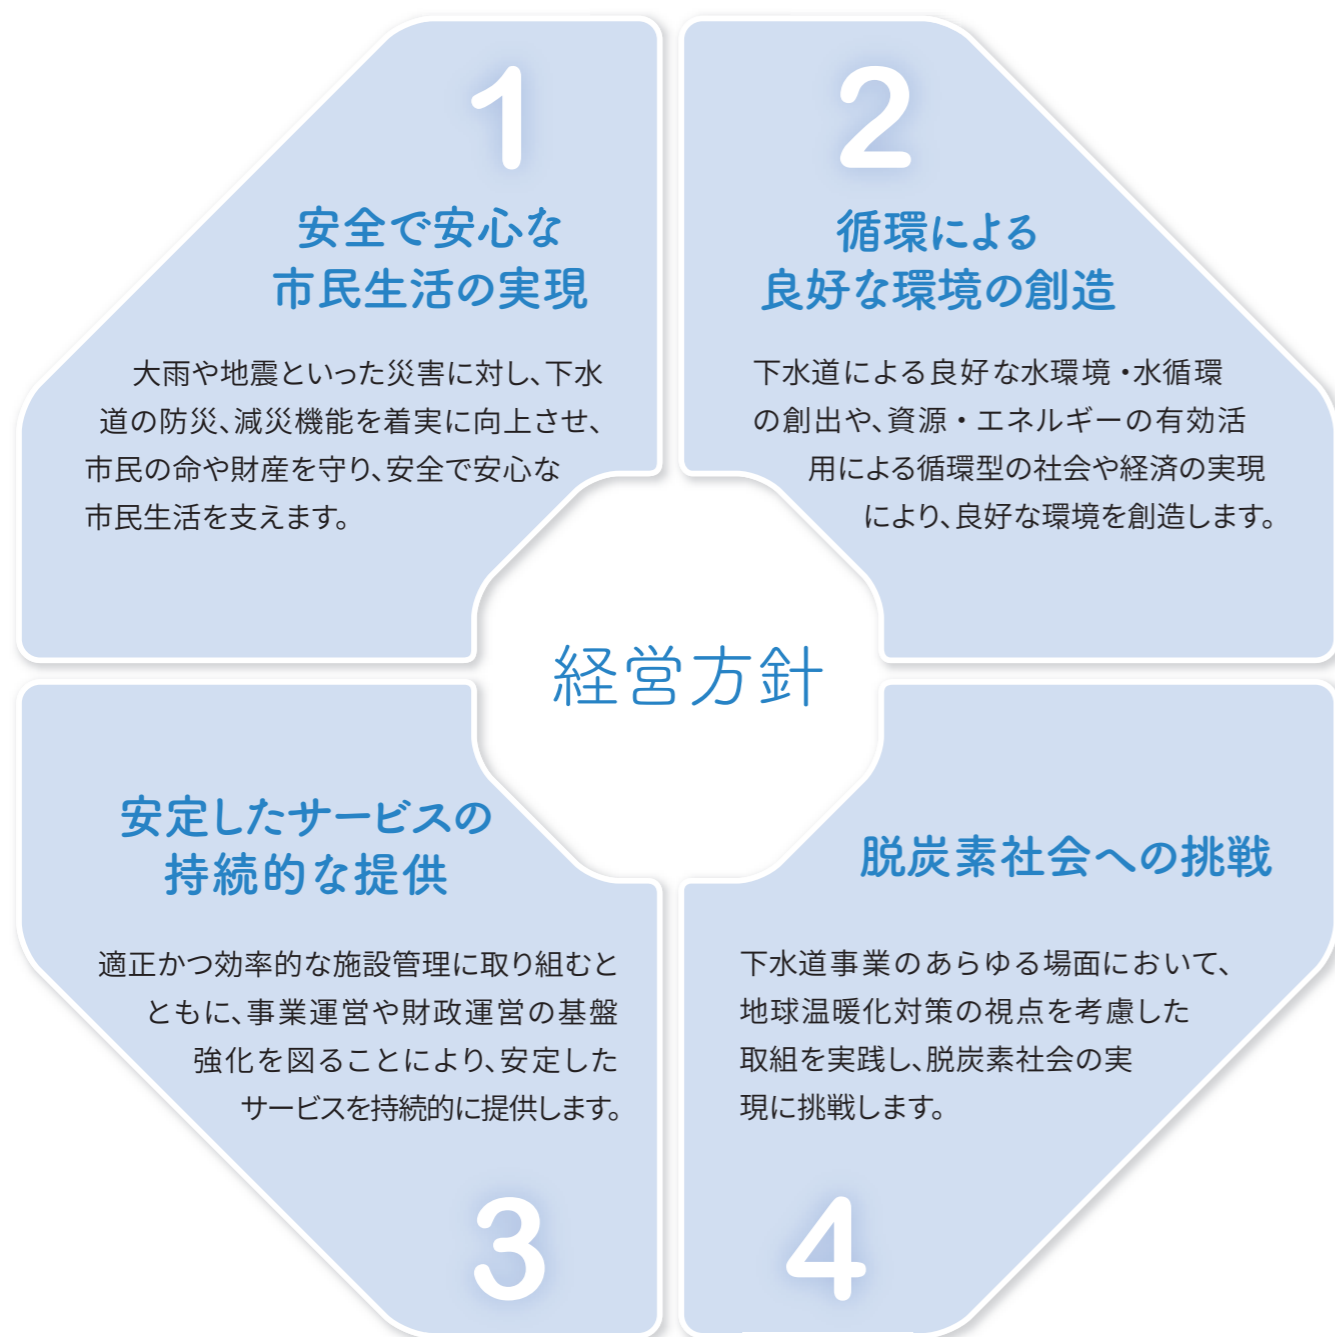 1
安全で安心な
市民生活の実現
大雨や地震といった災害に対し、下水
道の防災、減災機能を着実に向上させ、
市民の命や財産を守り、安全で安心な
市民生活を支えます。
2
循環による
良好な環境の創造
下水道による良好な水環境・水循環
の創出や、資源・エネルギーの有効活
用による循環型の社会や経済の実現
により、良好な環境を創造します。
経営方針
安定したサービスの
持続的な提供
適正かつ効率的な施設管理に取り組むと
ともに、事業運営や財政運営の基盤
強化を図ることにより、安定した
サービスを持続的に提供します。
3
脱炭素社会への挑戦
下水道事業のあらゆる場面において、
地球温暖化対策の視点を考慮した
取組を実践し、脱炭素社会の実
現に挑戦します。
4